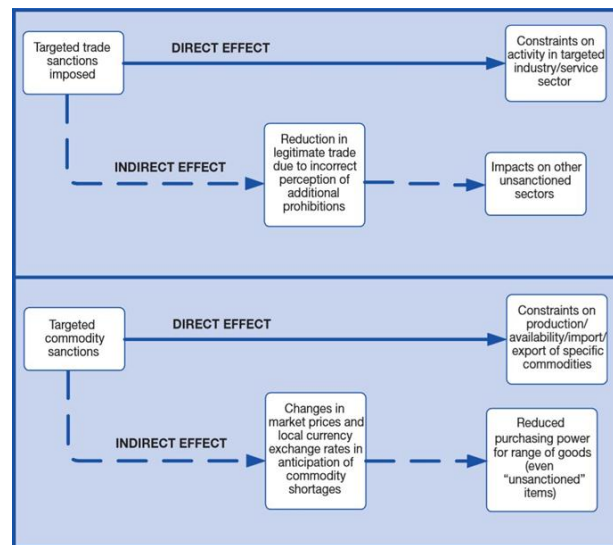 Targeted trade
sanctions
imposed
DIRECT EFFECT
Constraints on
activity in targeted
industry/service
sector
INDIRECT EFFECT
Reduction in
legitimate trade
due to incorrect
perception of
additional
prohibitions
Impacts on other
unsanctioned
sectors
Targeted
commodity
sanctions
DIRECT EFFECT
Constraints on
production/
availability/import/
export of specific
commodities
INDIRECT EFFECT
Changes in
market prices and
local currency
exchange rates in
anticipation of
commodity
shortages
Reduced
purchasing power
for range of goods
(even
“unsanctioned”
items)